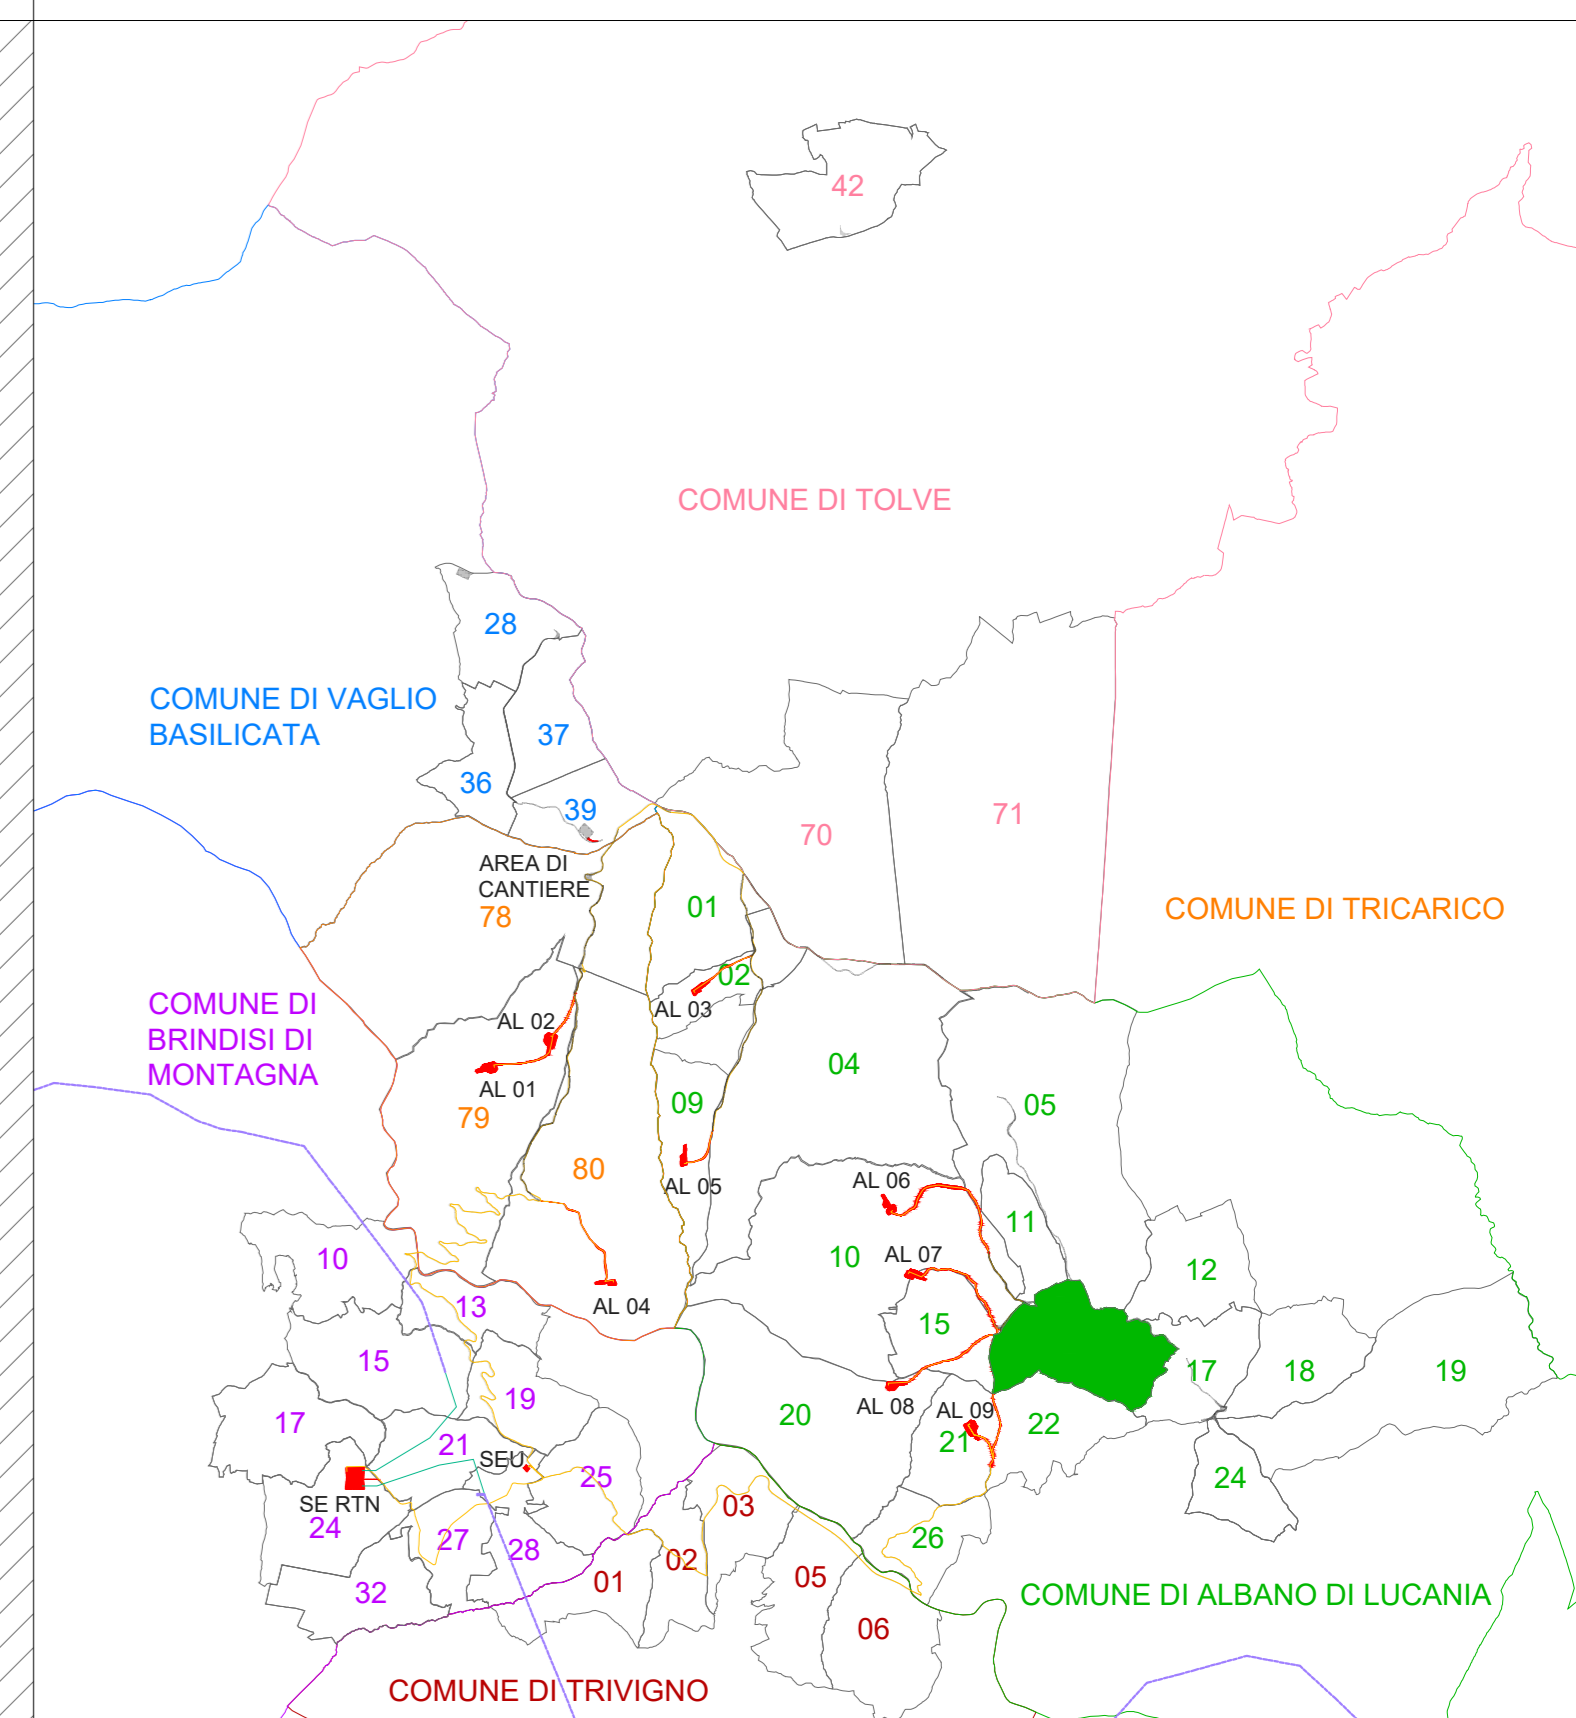 42
COMUNE DI TOLVE
28
COMUNE DI VAGLIO
BASILICATA
37
36
39
70
71
AREA DI
CANTIERE
78
01
COMUNE DI TRICARICO
02
AL 03
COMUNE DI
BRINDISI DI
MONTAGNA
AL 02
AL 01
79
04
05
09
80
AL 05
AL 06
11
10
10
AL 07
12
13
AL 04
15
15
17
18
19
19
AL 08
20
AL 09
21
22
17
21
SEU
25
24
SE RTN
24
03
27
28
02
26
01
05
32
06
COMUNE DI ALBANO DI LUCANIA
COMUNE DI TRIVIGNO